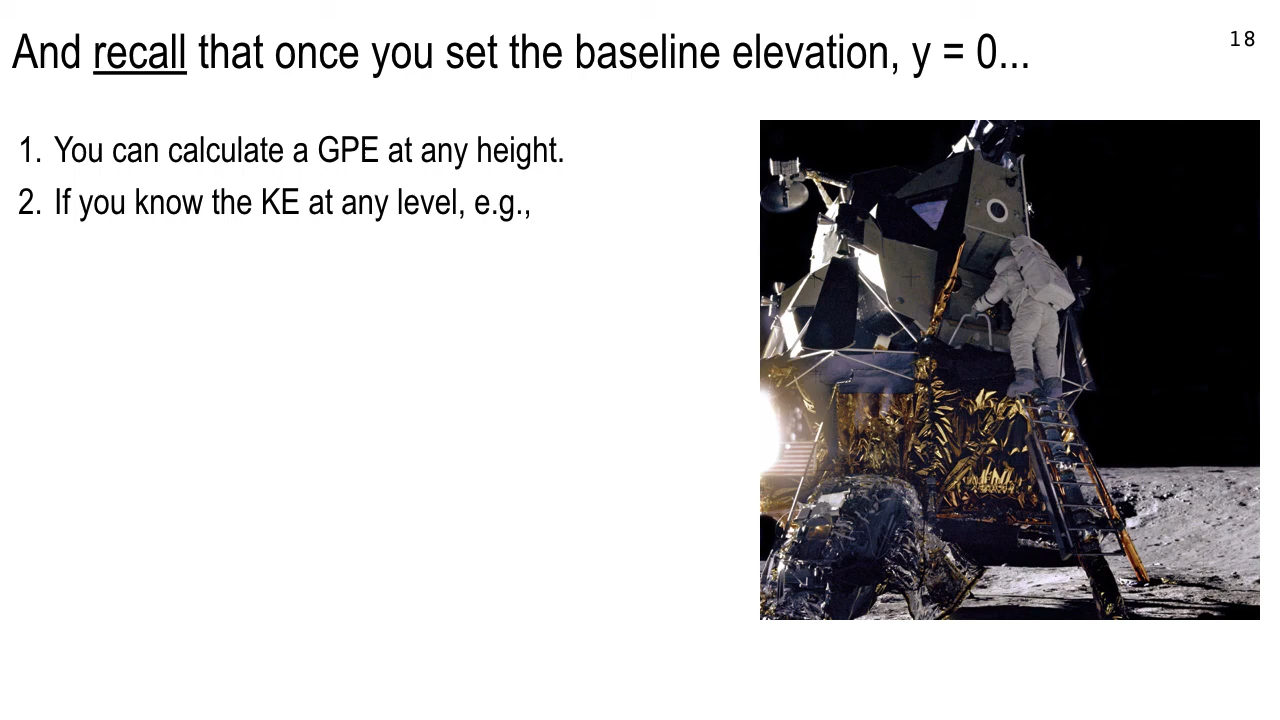 And recall that once you set the baseline elevation, y = 0...
18
1. You can calculate a GPE at any height.
2. If you know the KE at any level, e.g.,